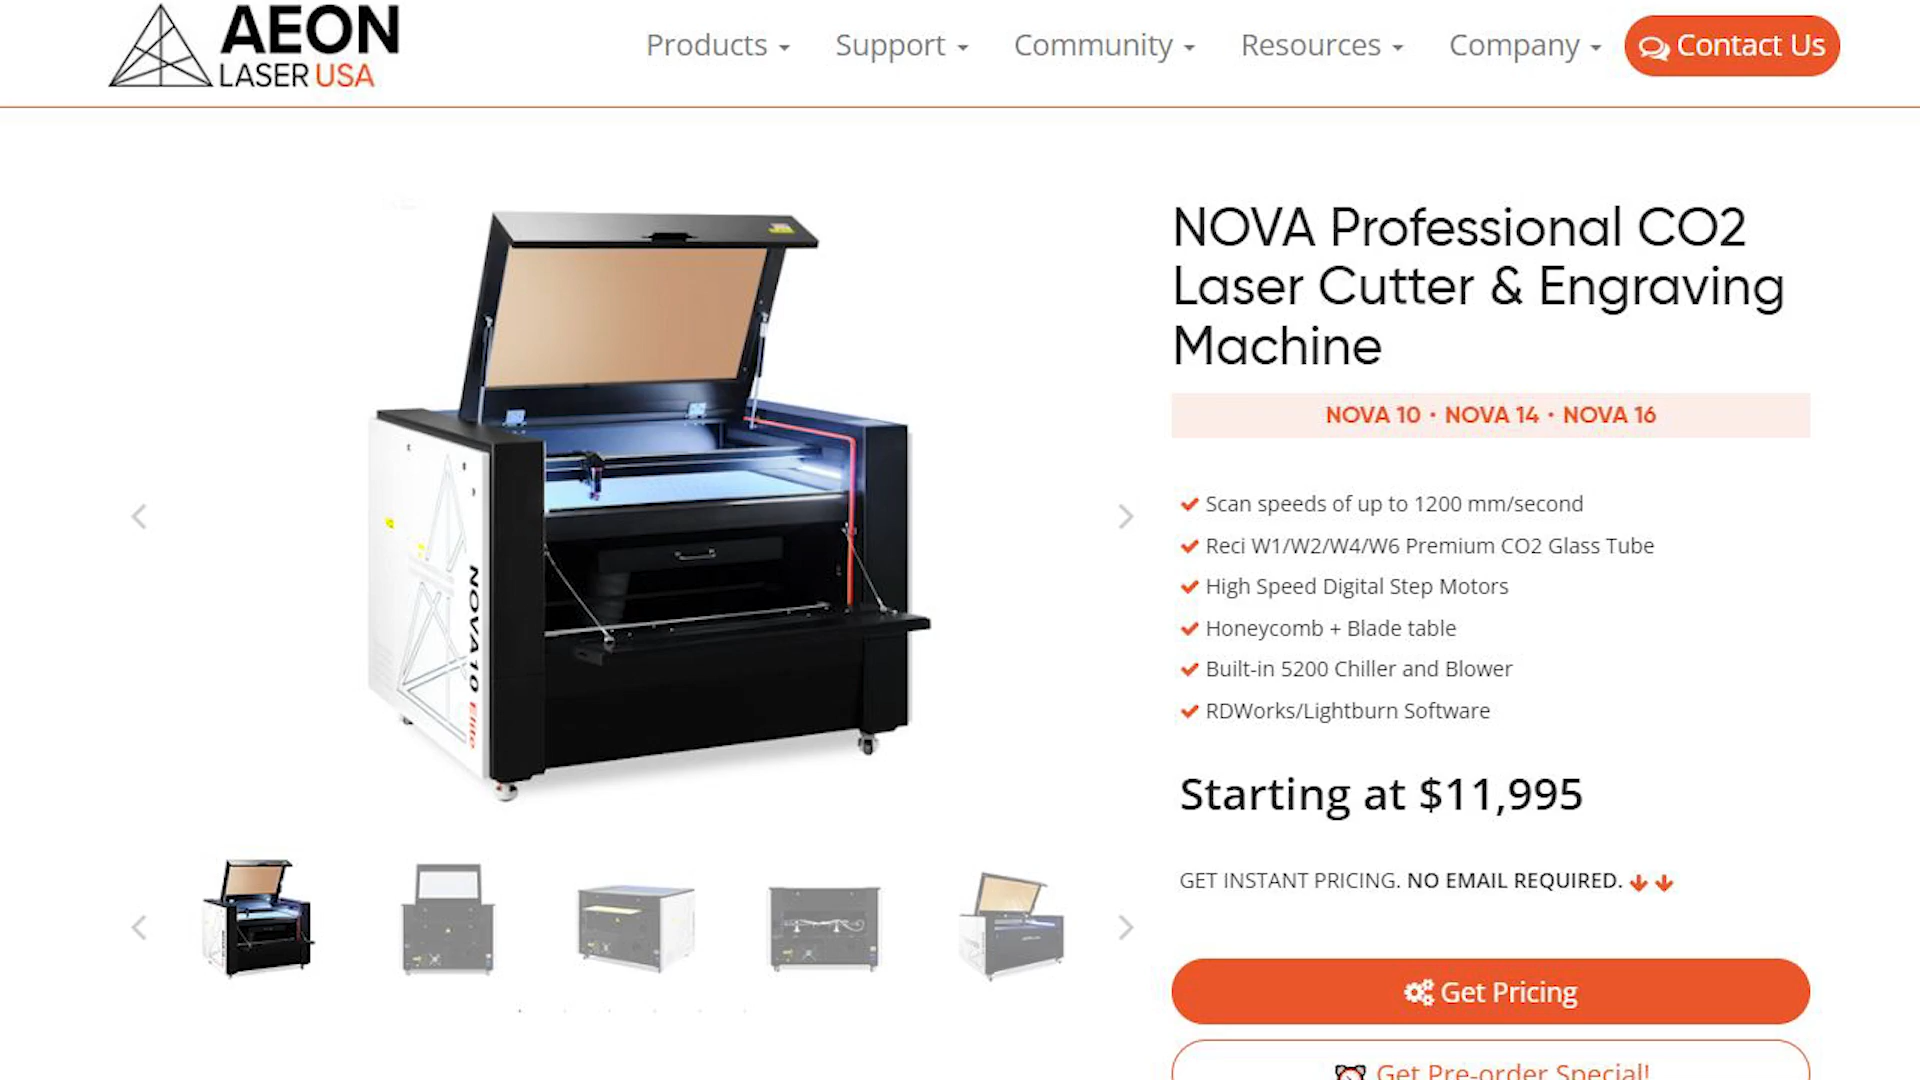 AEON
LASER USA
Products
Support
Community
Resources
Company
Contact Us
NOVA10 Elite
NOVA Professional CO2
Laser Cutter & Engraving
Machine
NOVA 10 • NOVA 14 • NOVA 16
Scan speeds of up to 1200 mm/second
Reci W1/W2/W4/W6 Premium CO2 Glass Tube
High Speed Digital Step Motors
Honeycomb + Blade table
Built-in 5200 Chiller and Blower
RDWorks/Lightburn Software
Starting at $11,995
GET INSTANT PRICING. NO EMAIL REQUIRED.
Get Pricing
Get Pre-order Special!